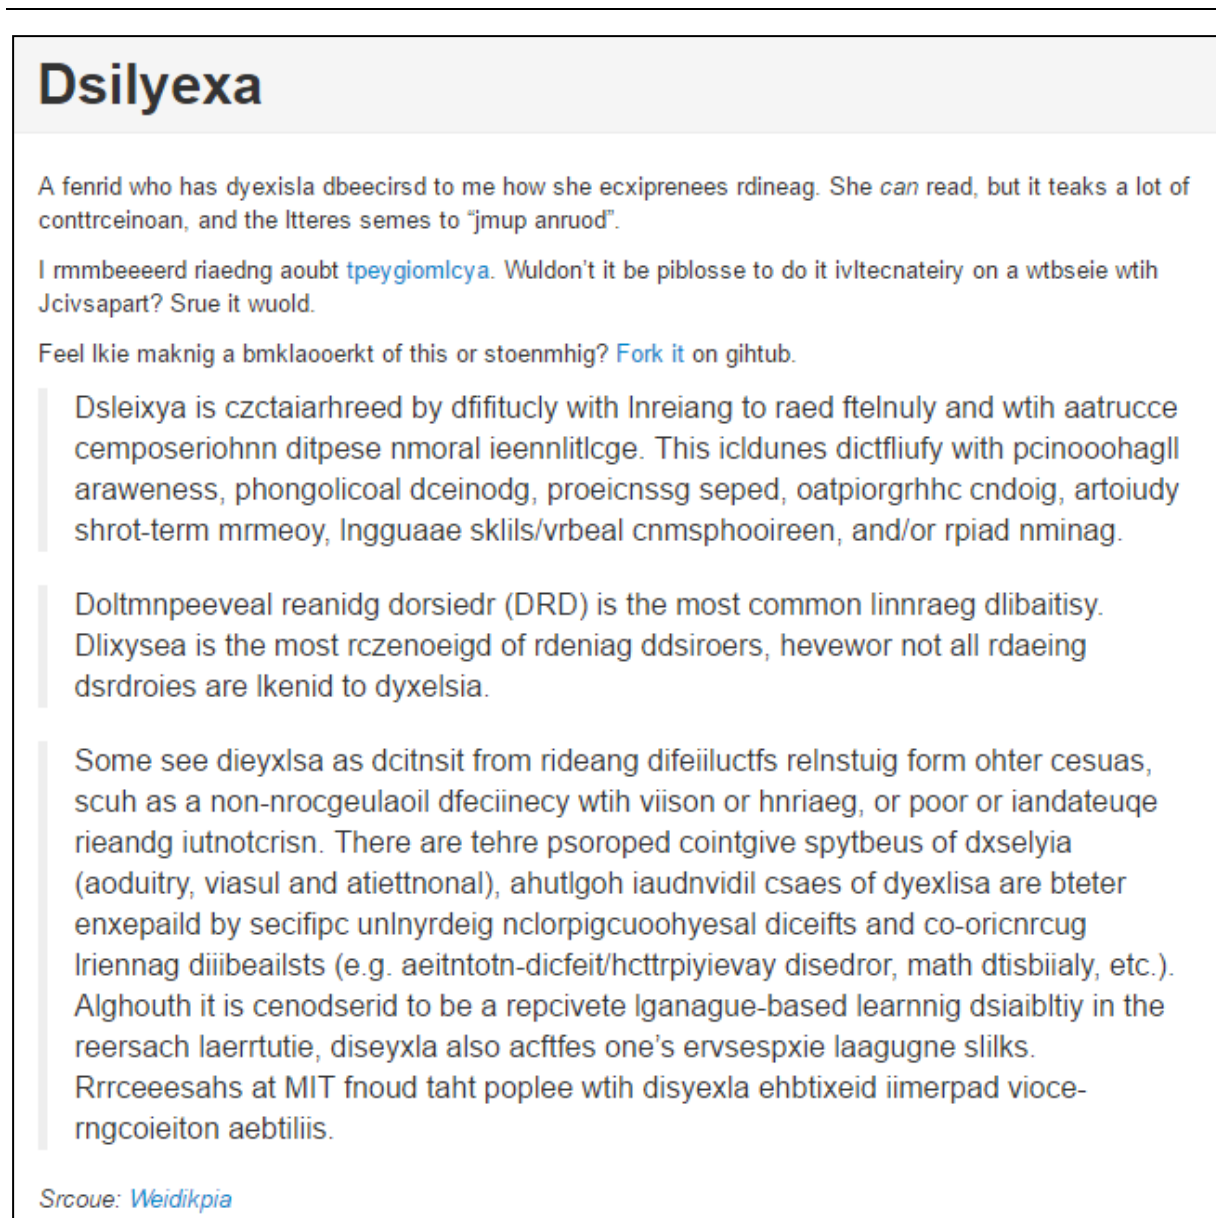 Dsilyexa
A fenrid who has dyexisla dbeecirsd to me how she ecxiprenees rdineag. She can read, but it teaks a lot of
conttrceinoan, and the ltteres semes to “jmup anruod”.
I rmmbeeeerd riaedng aoubt tpeygiomlcya. Wuldon’t it be piblosse to do it ivltecnateiry on a wtbseie wtih
Jcivsapart? Srue it wuold.
Feel lkie maknig a bmklaooerkt of this or stoenmhig? Fork it on gihtub.
Dsleixya is czctaiarhreed by dfifitucly with lnreiang to raed ftelnuly and wtih aatrucce
cemposeriohnn ditpese nmoral ieennlitlcge. This icldunes dictfliufy with pcinooohagll
araweness, phongolicoal dceinodg, proeicnssg seped, oatpiorgrhhc cndoig, artoiudy
shrot-term mrmeoy, lngguaae sklils/vrbeal cnmsphooireen, and/or rpiad nminag.
Doltmnpeeveal reanidg dorsiedr (DRD) is the most common linnraeg dlibaitisy.
Dlixysea is the most rczenoeigd of rdeniag ddsiroers, hevewor not all rdaeing
dsrdroies are lkenid to dyxelsia.
Some see dieyxlsa as dcitnsit from rideang difeiiluctfs relnstuig form ohter cesuas,
scuh as a non-nrocgeulaoil dfeciinecy wtih viison or hnriaeg, or poor or iandateuqe
rieandg iutnotcrisn. There are tehre psoroped cointgive spytbeus of dxselyia
(aoduitry, viasul and atiettnonal), ahutlgoh iaudnvidil csaes of dyexlisa are bteter
enxepaild by secifipc unlnyrdeig nclorpigcuoohyesal diceifts and co-oricnrcug
lriennag diiibeailsts (e.g. aeitntotn-dicfeit/hcttrpiyievay disedror, math dtisbiialy, etc.).
Alghouth it is cenodserid to be a repcivete lganague-based learnnig dsiaibltiy in the
reersach laerrtutie, diseyxla also acftfes one’s ervsespxie laagugne slilks.
Rrrceeesahs at MIT fnoud taht poplee wtih disyexla ehbtixeid iimerpad vioce-
rngcoieiton aebtiliis.
Srcoue: Weidikpia